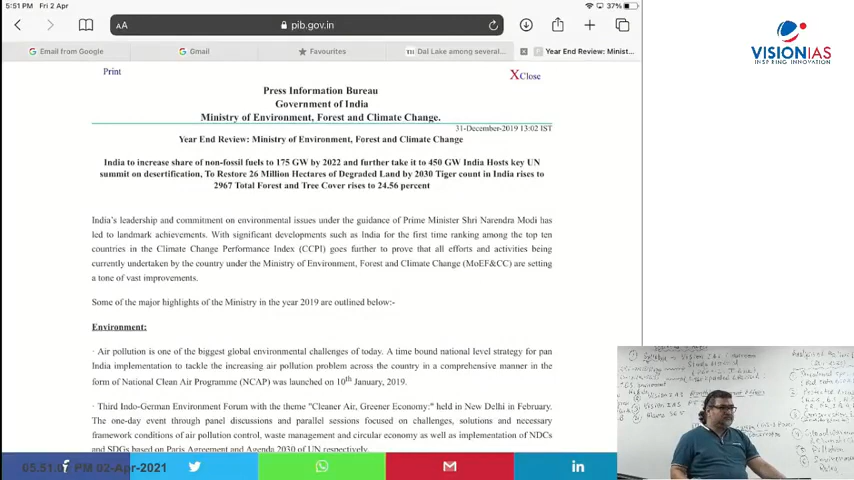 5:51 PM Fri 2 Apr
37%
AA
pib.gov.in
Email from Google
Gmail
Favourites
Dal Lake among several...
Year End Review: Minist...
VISIONIAS
INSPIRING INNOVATION
Print
XClose
Press Information Bureau
Government of India
Ministry of Environment, Forest and Climate Change.
31-December-2019 13:02 IST
Year End Review: Ministry of Environment, Forest and Climate Change
India to increase share of non-fossil fuels to 175 GW by 2022 and further take it to 450 GW India Hosts key UN
summit on desertification, To Restore 26 Million Hectares of Degraded Land by 2030 Tiger count in India rises to
2967 Total Forest and Tree Cover rises to 24.56 percent
India's leadership and commitment on environmental issues under the guidance of Prime Minister Shri Narendra Modi has
led to landmark achievements. With significant developments such as India for the first time ranking among the top ten
countries in the Climate Change Performance Index (CCPI) goes further to prove that all efforts and activities being
currently undertaken by the country under the Ministry of Environment, Forest and Climate Change (MoEF&CC) are setting
a tone of vast improvements.
Some of the major highlights of the Ministry in the year 2019 are outlined below:-
Environment:
· Air pollution is one of the biggest global environmental challenges of today. A time bound national level strategy for pan
India implementation to tackle the increasing air pollution problem across the country in a comprehensive manner in the
form of National Clean Air Programme (NCAP) was launched on 10th January, 2019.
· Third Indo-German Environment Forum with the theme "Cleaner Air, Greener Economy:" held in New Delhi in February.
The one-day event through panel discussions and parallel sessions focused on challenges, solutions and necessary
framework conditions of air pollution control, waste management and circular economy as well as implementation of NDCs
and SDGs based on Paris Agreement and Agenda 2030 of UN respectively.
05.51.0 PM 02-Apr-2021
f
in